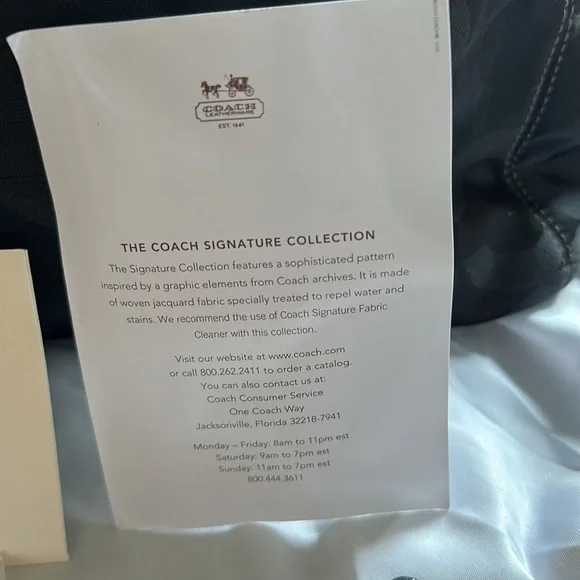 COACH
LEATHERWARE
EST. 1941
THE COACH SIGNATURE COLLECTION
The Signature Collection features a sophisticated pattern
inspired by a graphic elements from Coach archives. It is made
of woven jacquard fabric specially treated to repel water and
stains. We recommend the use of Coach Signature Fabric
Cleaner with this collection.
Visit our website at www.coach.com
or call 800.262.2411 to order a catalog.
You can also contact us at:
Coach Consumer Service
One Coach Way
Jacksonville, Florida 32218-7941
Monday – Friday: 8am to 11pm est
Saturday: 9am to 7pm est
Sunday: 11am to 7pm est
800.444.3611